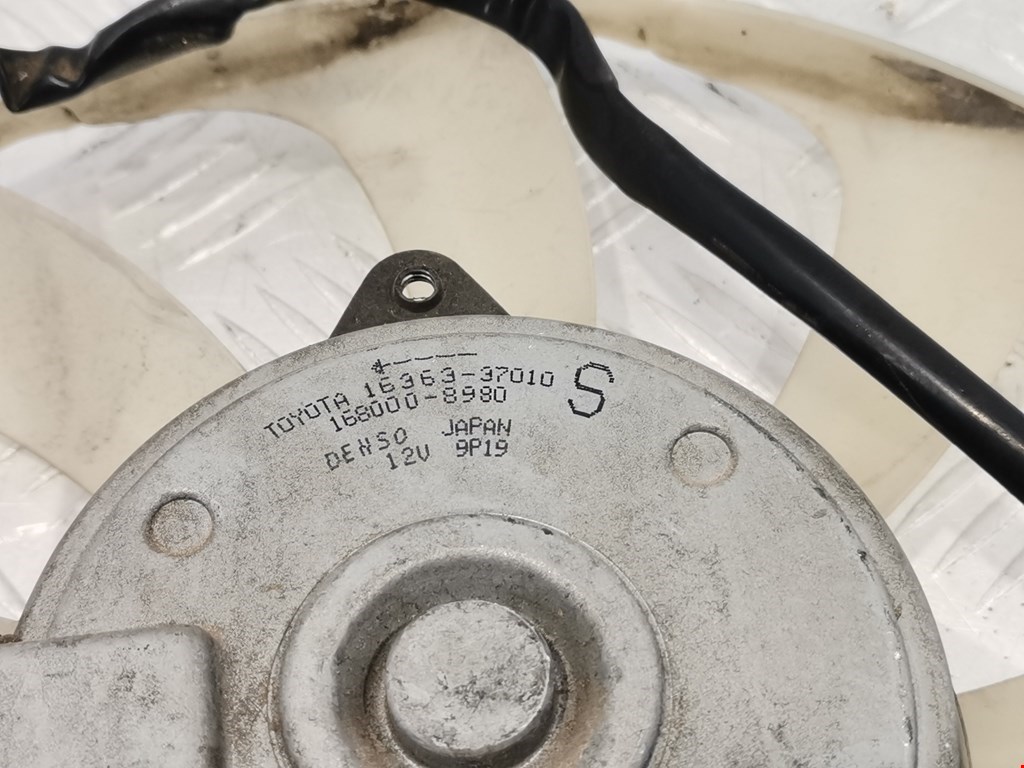 TOYOTA 16363-37010 S
168000-8980
DENSO JAPAN
12V 9P19